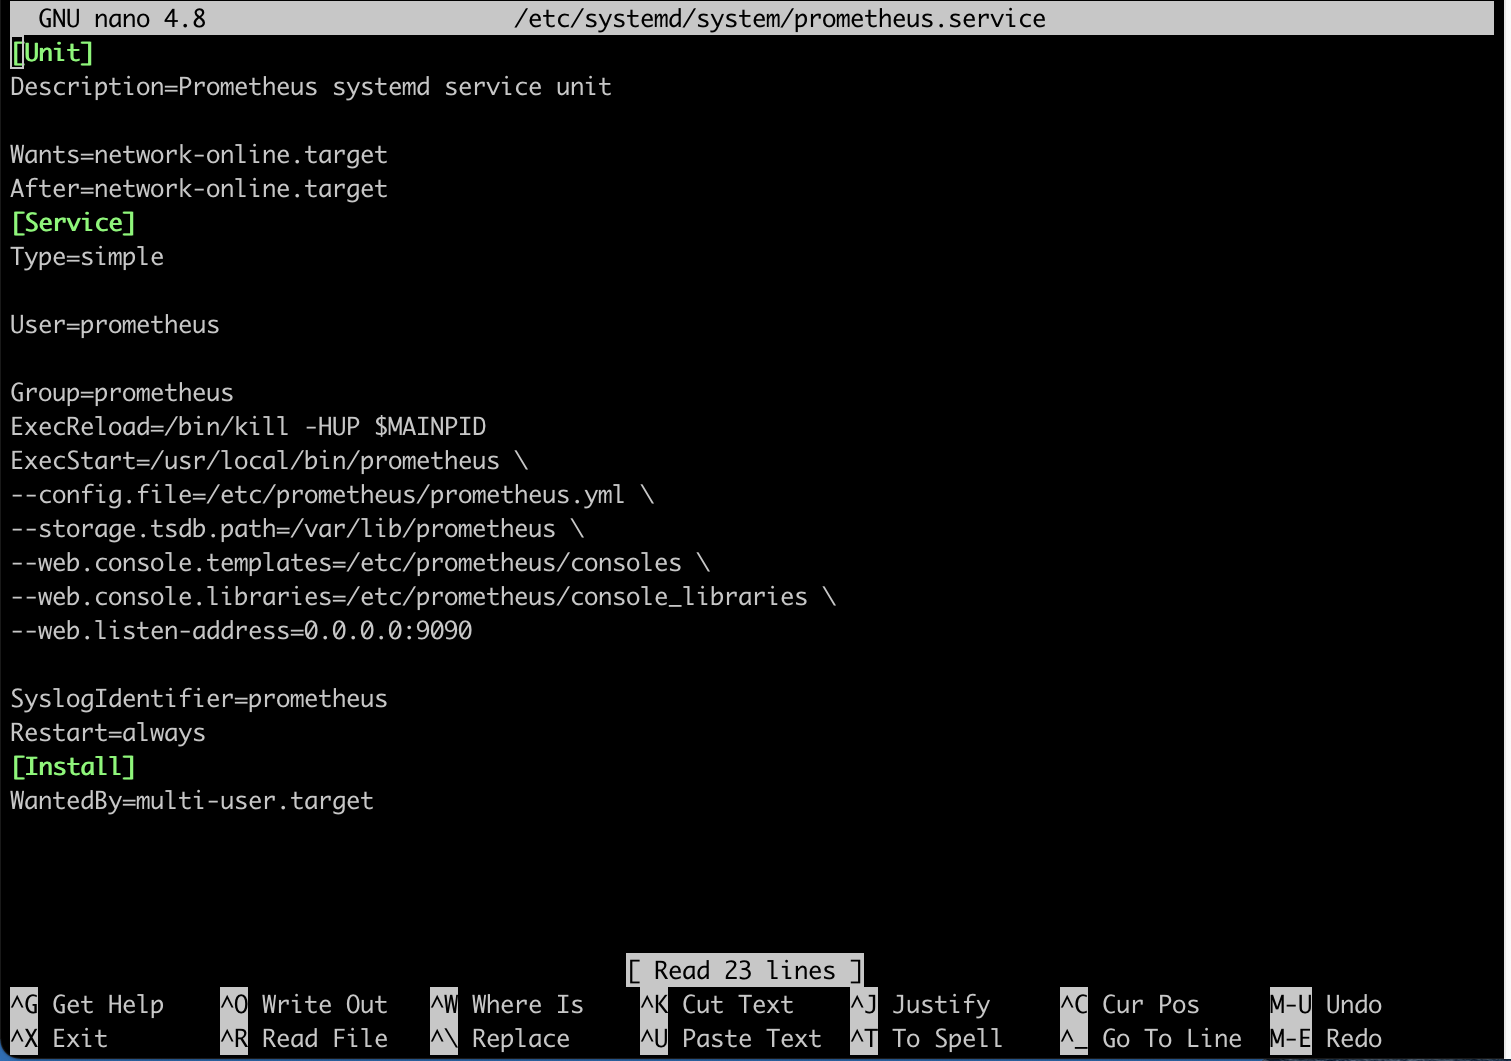 GNU nano 4.8 /etc/systemd/system/prometheus.service
[Unit]
Description=Prometheus systemd service unit
Wants=network-online.target
After=network-online.target
[Service]
Type=simple
User=prometheus
Group=prometheus
ExecReload=/bin/kill -HUP $MAINPID
ExecStart=/usr/local/bin/prometheus \
--config.file=/etc/prometheus/prometheus.yml \
--storage.tsdb.path=/var/lib/prometheus \
--web.console.templates=/etc/prometheus/consoles \
--web.console.libraries=/etc/prometheus/console_libraries \
--web.listen-address=0.0.0.0:9090
SyslogIdentifier=prometheus
Restart=always
[Install]
WantedBy=multi-user.target
[ Read 23 lines ]
^G Get Help ^O Write Out ^W Where Is ^K Cut Text ^J Justify ^C Cur Pos M-U Undo
^X Exit ^R Read File ^\ Replace ^U Paste Text ^T To Spell ^_ Go To Line M-E Redo